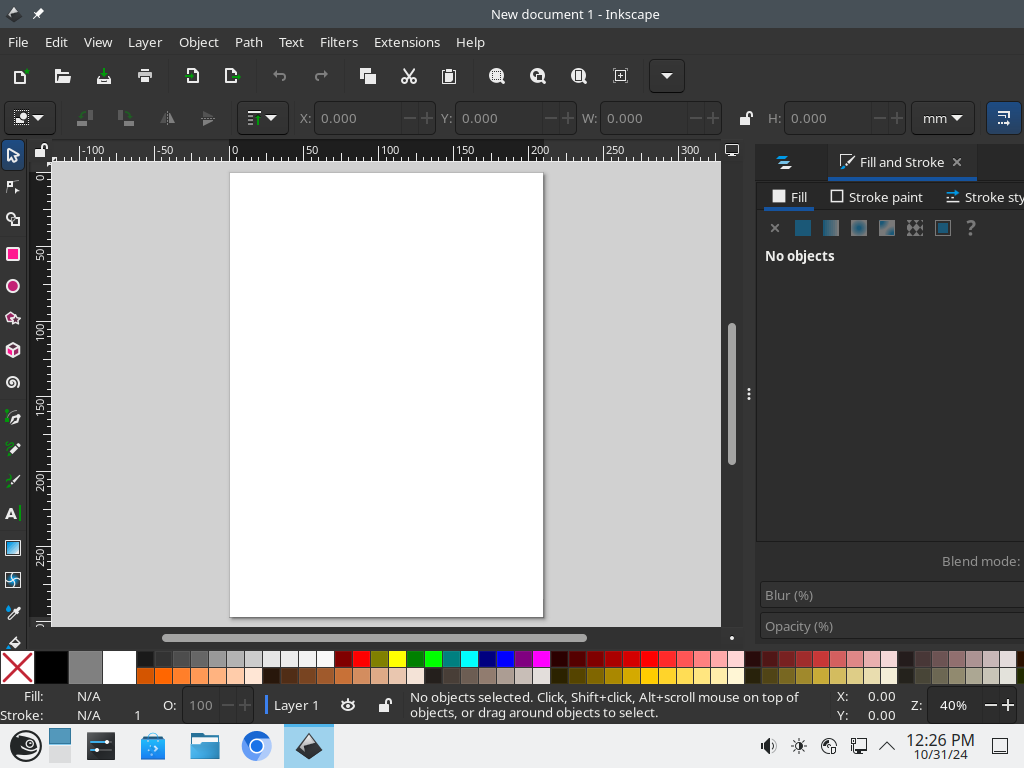 New document 1 - Inkscape
File Edit View Layer Object Path Text Filters Extensions Help
X: 0.000 Y: 0.000 W: 0.000 H: 0.000 mm
-100 -50 0 50 100 150 200 250 300
Fill and Stroke
Fill Stroke paint Stroke sty
?
No objects
0
50
100
150
200
250
A
Blend mode:
Blur (%)
Opacity (%)
Fill: N/A
Stroke: N/A 1
O: 100
Layer 1
No objects selected. Click, Shift+click, Alt+scroll mouse on top of
objects, or drag around objects to select.
X: 0.00
Y: 0.00
Z: 40%
12:26 PM
10/31/24